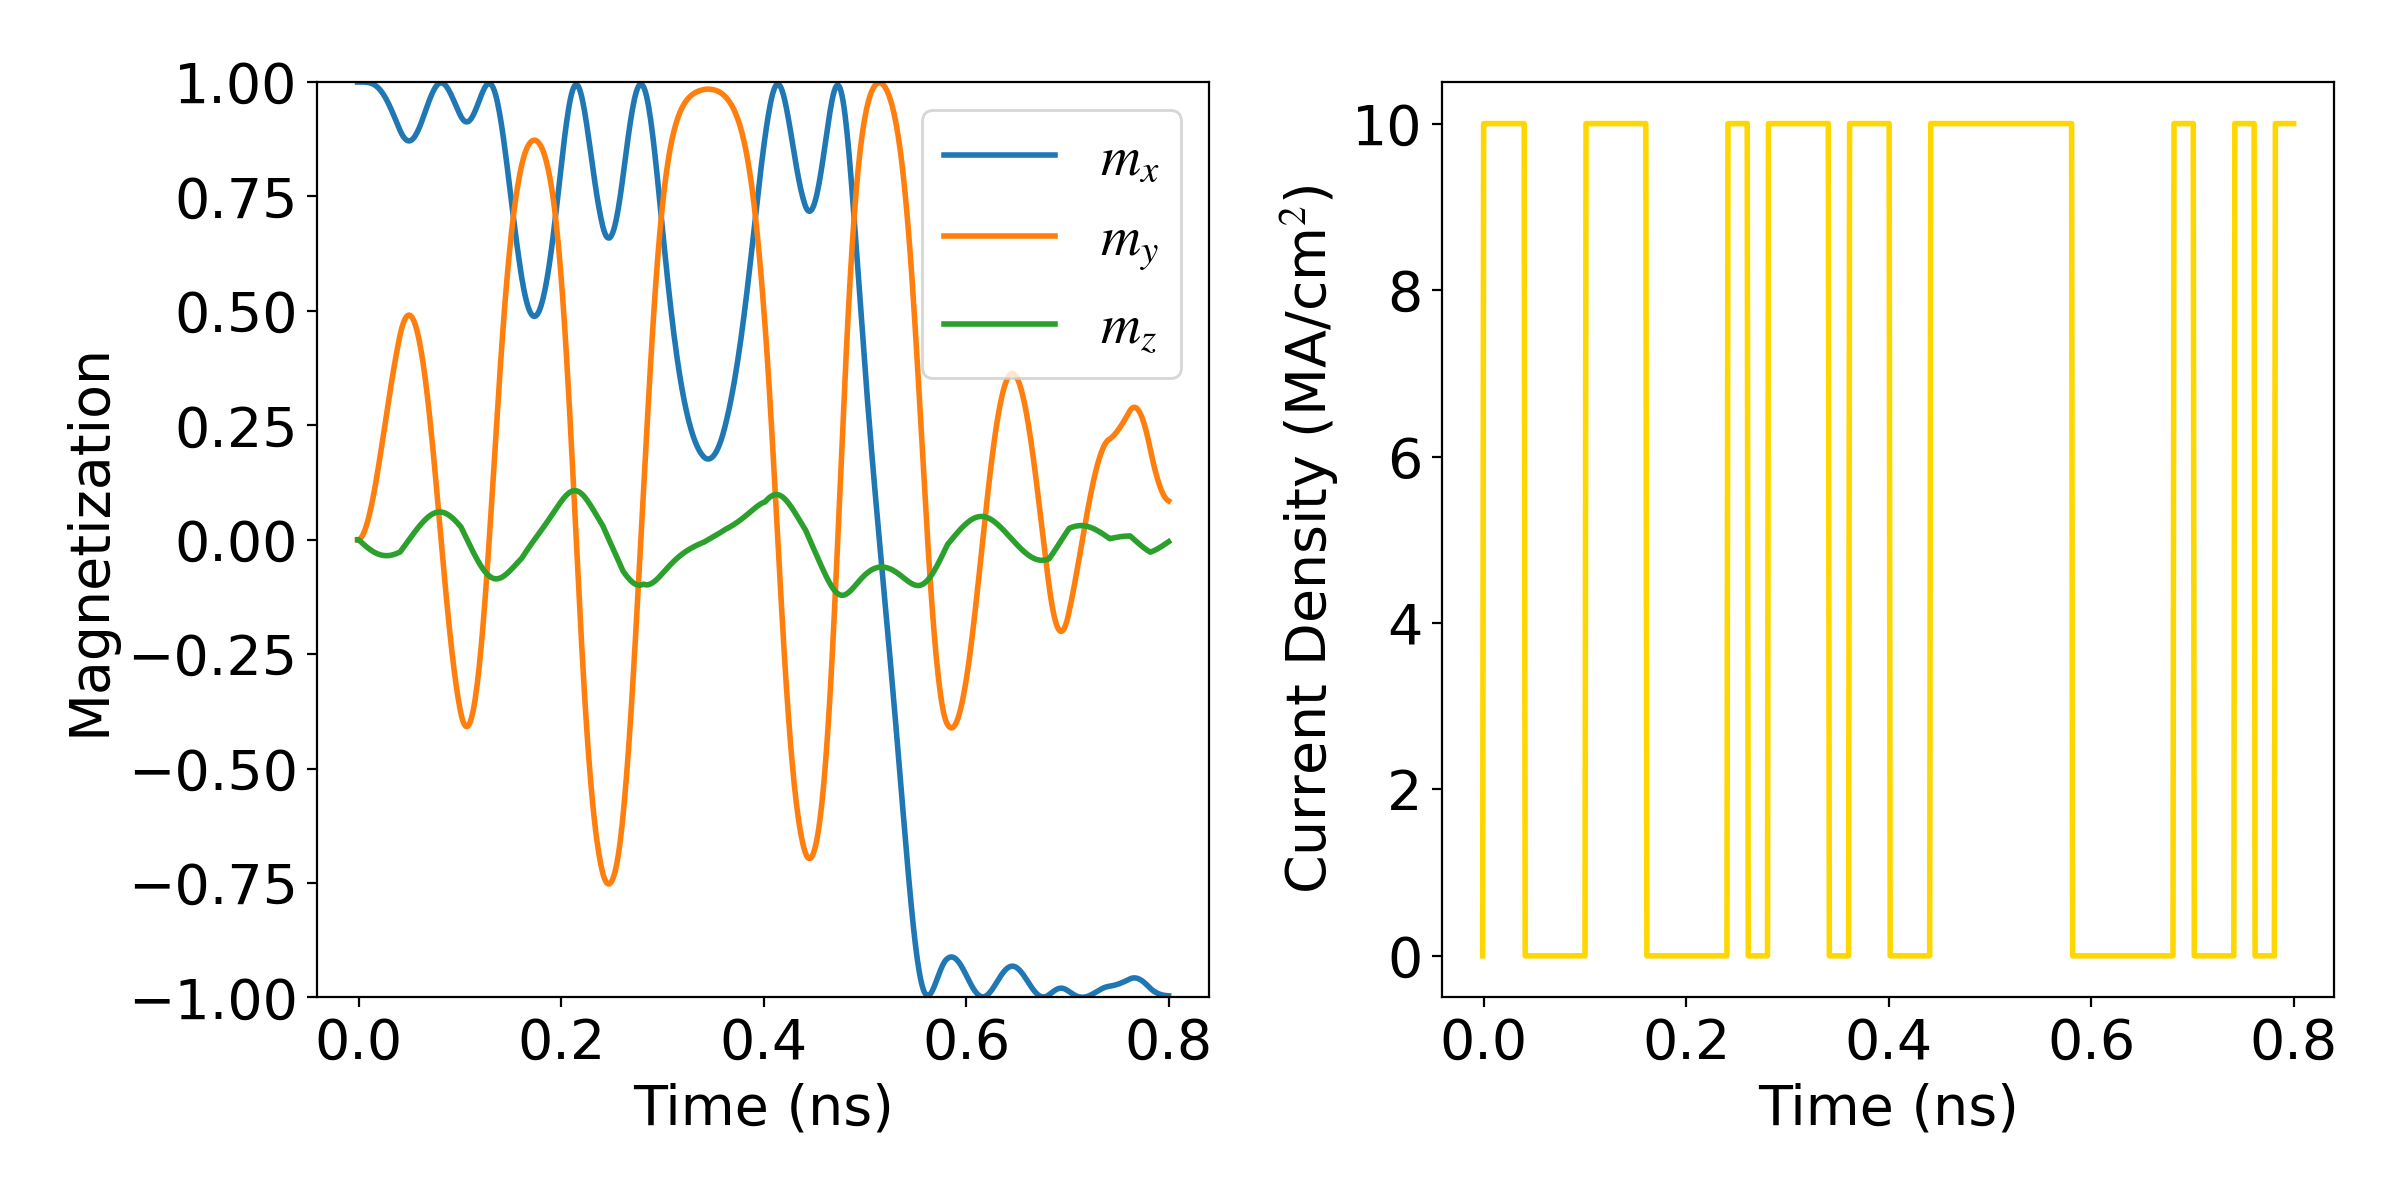 1.00
0.75
0.50
0.25
0.00
−0.25
−0.50
−0.75
−1.00
Magnetization
0.0 0.2 0.4 0.6 0.8
Time (ns)
m_x
m_y
m_z
10
8
6
4
2
0
Current Density (MA/cm²)
0.0 0.2 0.4 0.6 0.8
Time (ns)